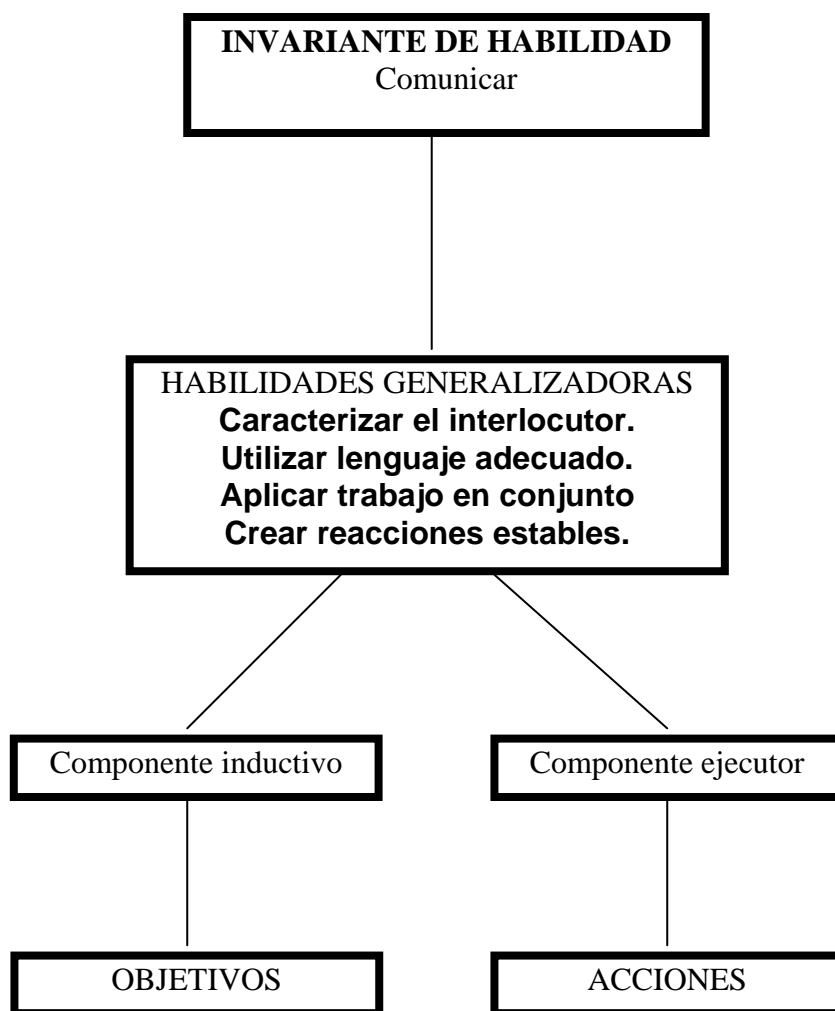 INVARIANTE DE HABILIDAD
Comunicar
HABILIDADES GENERALIZADORAS
Caracterizar el interlocutor.
Utilizar lenguaje adecuado.
Aplicar trabajo en conjunto
Crear reacciones estables.
Componente inductivo
Componente ejecutor
OBJETIVOS
ACCIONES